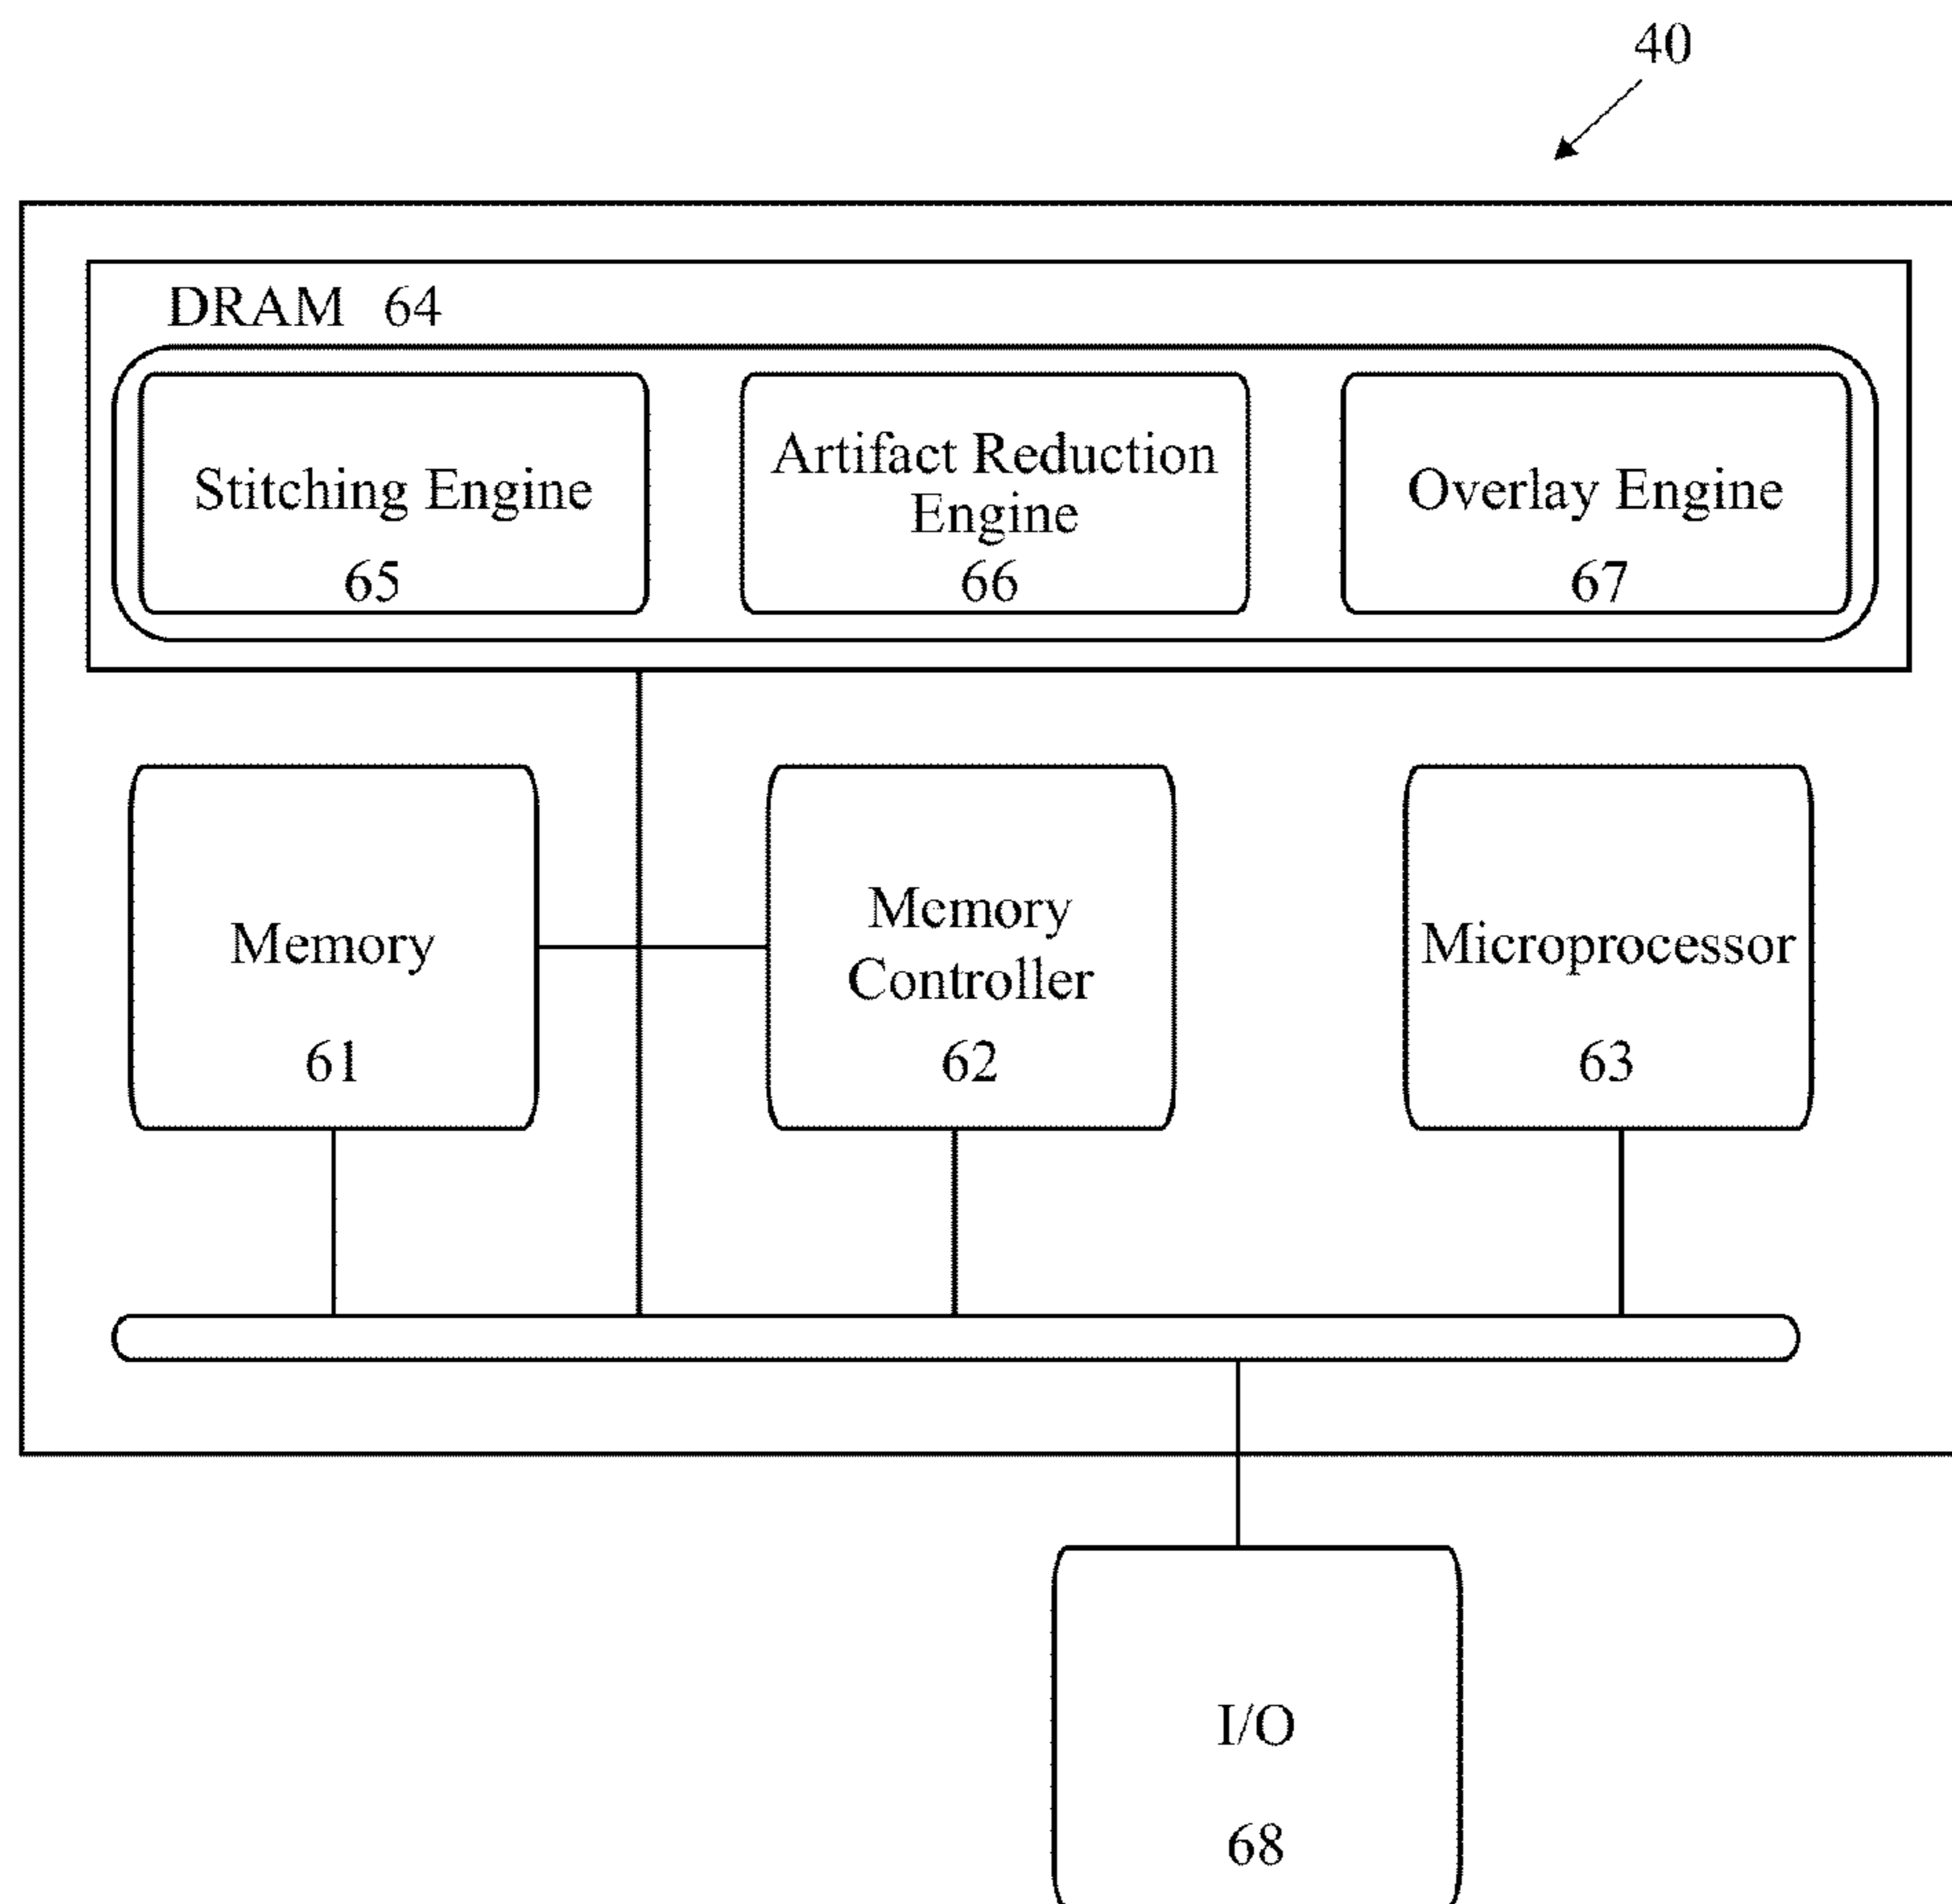 40
DRAM 64
Stitching Engine
65
Artifact Reduction
Engine
66
Overlay Engine
67
Memory
61
Memory
Controller
62
Microprocessor
63
I/O
68